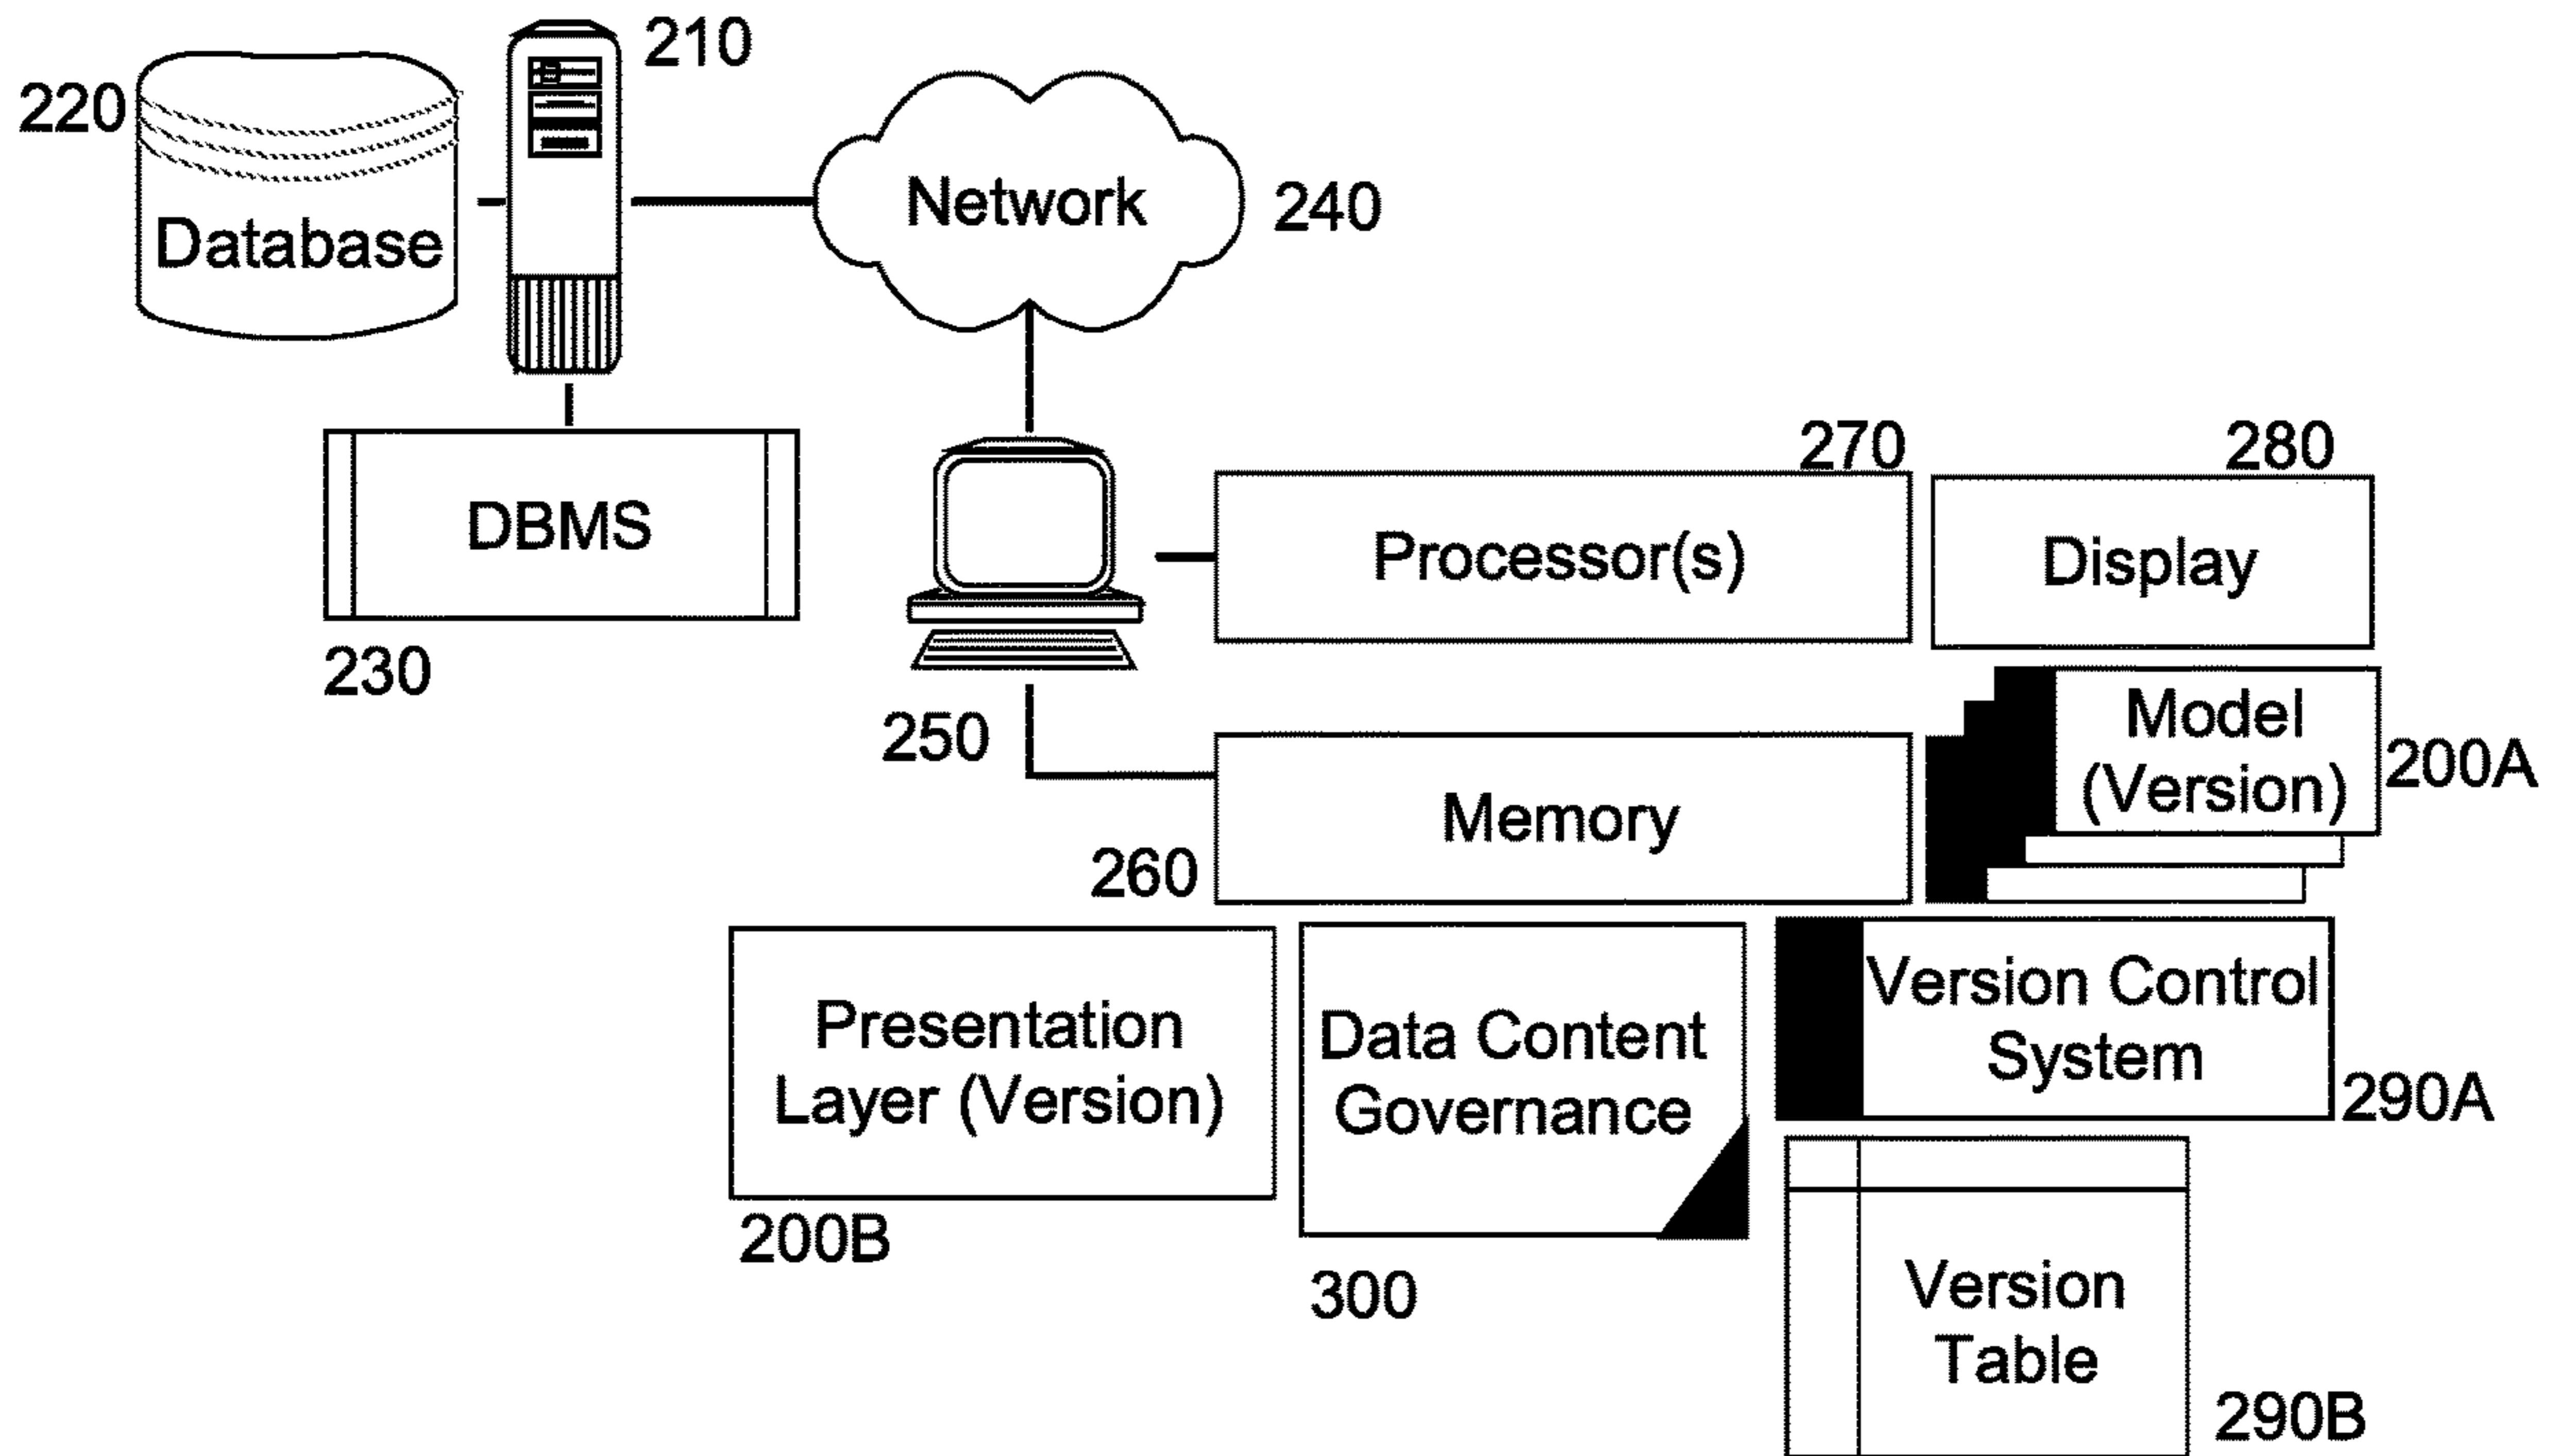 210
220
Database
Network
240
DBMS
230
270
280
Processor(s)
Display
250
Model
(Version)
200A
Memory
260
Presentation
Layer (Version)
200B
Data Content
Governance
300
Version Control
System
290A
Version
Table
290B